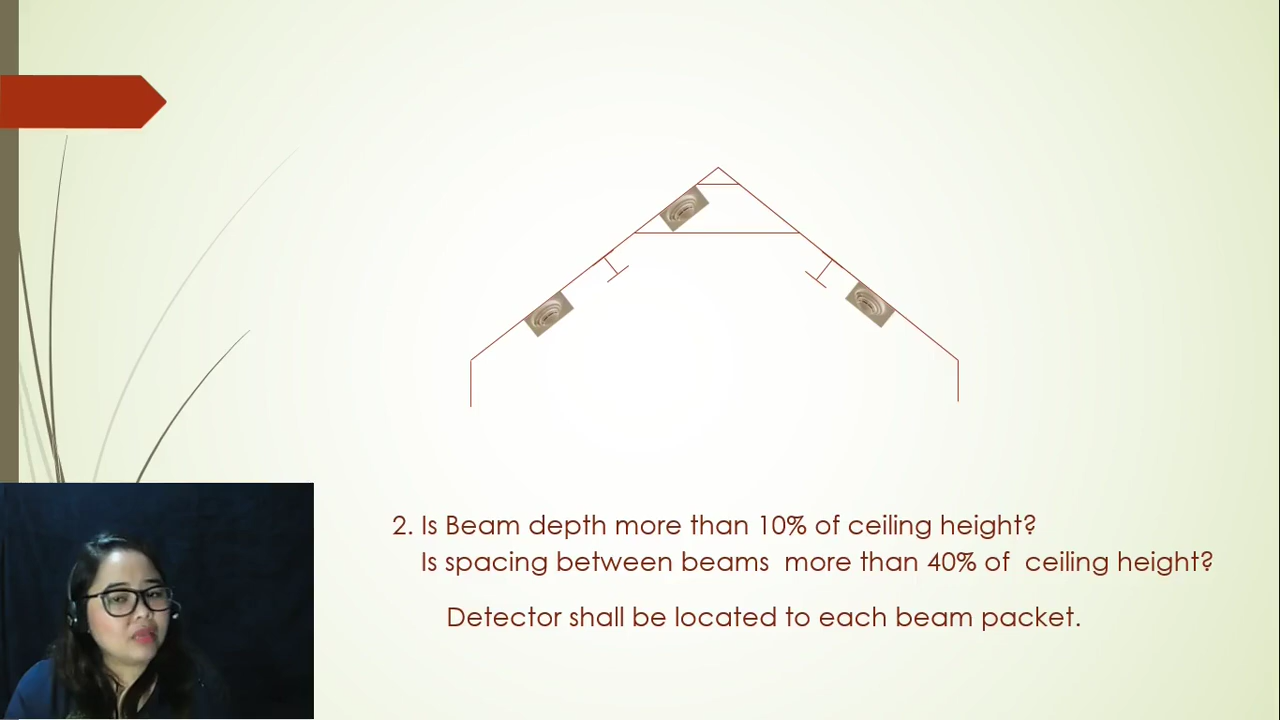 2. Is Beam depth more than 10% of ceiling height?
Is spacing between beams more than 40% of ceiling height?
Detector shall be located to each beam packet.